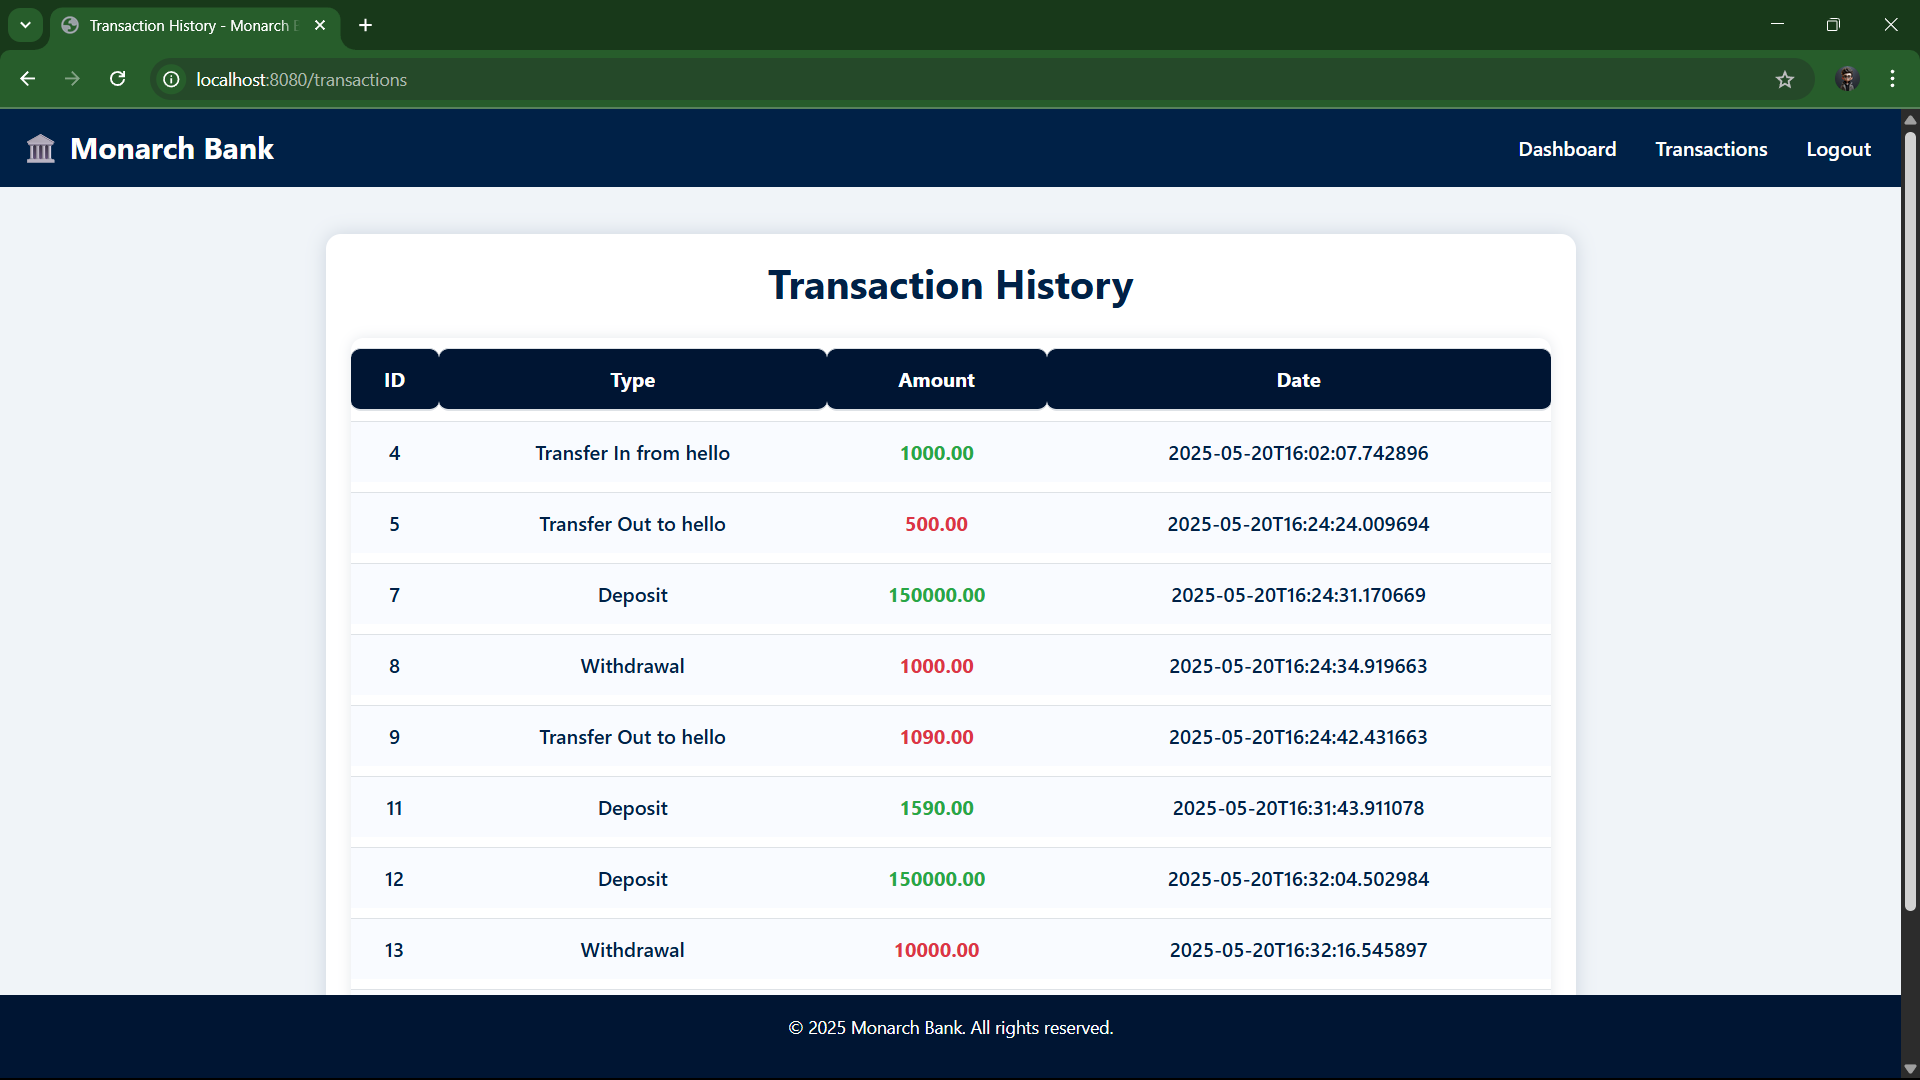 Transaction History - Monarch
localhost:8080/transactions
Monarch Bank
Dashboard Transactions Logout
Transaction History
ID Type Amount Date
4 Transfer In from hello 1000.00 2025-05-20T16:02:07.742896
5 Transfer Out to hello 500.00 2025-05-20T16:24:24.009694
7 Deposit 150000.00 2025-05-20T16:24:31.170669
8 Withdrawal 1000.00 2025-05-20T16:24:34.919663
9 Transfer Out to hello 1090.00 2025-05-20T16:24:42.431663
11 Deposit 1590.00 2025-05-20T16:31:43.911078
12 Deposit 150000.00 2025-05-20T16:32:04.502984
13 Withdrawal 10000.00 2025-05-20T16:32:16.545897
© 2025 Monarch Bank. All rights reserved.